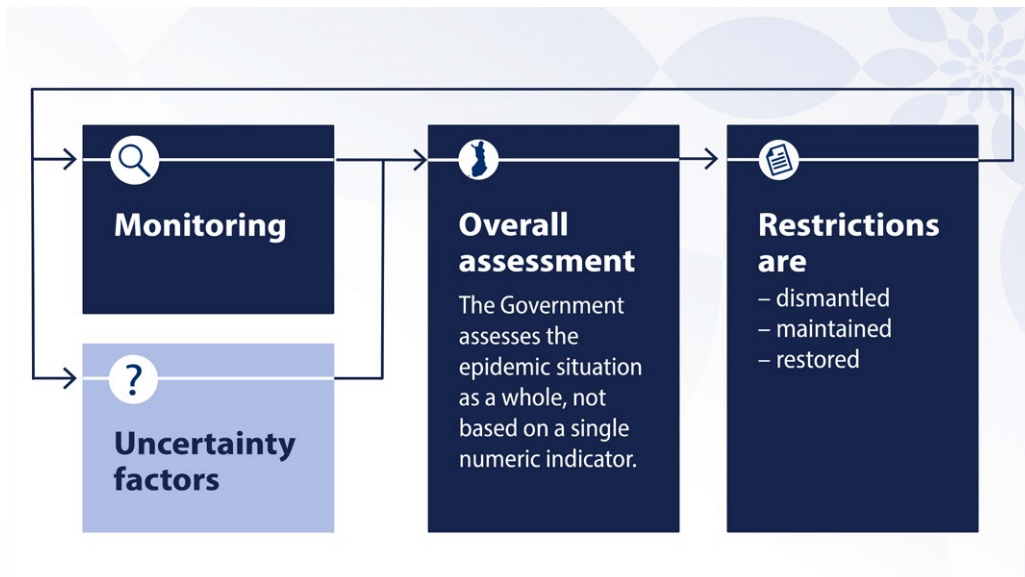 Monitoring
?
Uncertainty
factors
Overall
assessment
The Government
assesses the
epidemic situation
as a whole, not
based on a single
numeric indicator.
Restrictions
are
– dismantled
– maintained
– restored